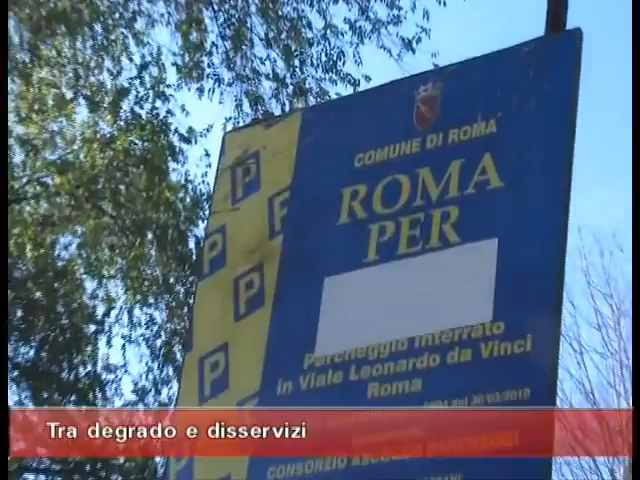 COMUNE DI ROMA
ROMA
PER
Parcheggio Interrato
in Viale Leonardo da Vinci
Roma
P
P
P
P
P
P
Tra degrado e disservizi
CONSORZIO